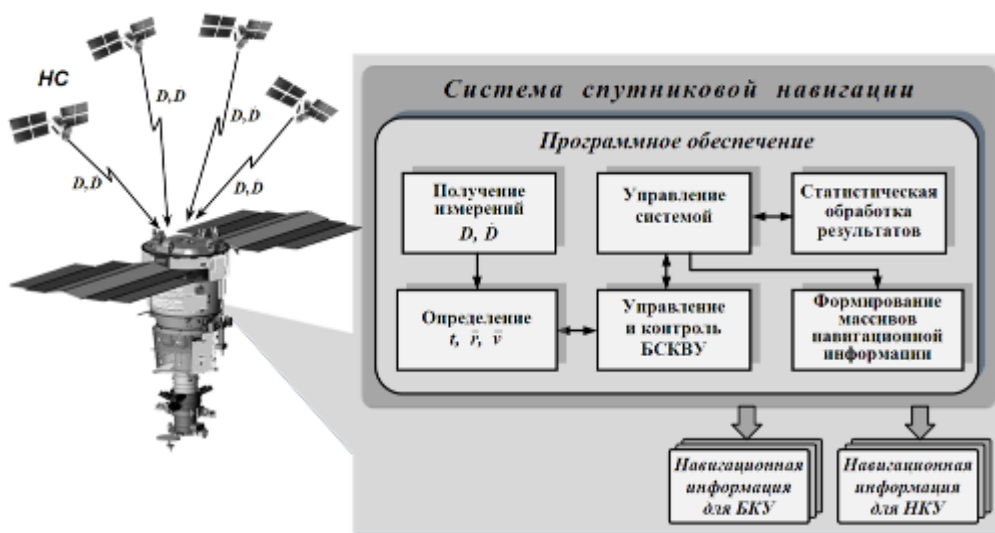 НС
D, D
D, Ḋ
D, Ḋ
D, Ḋ
Система спутниковой навигации
Программное обеспечение
Получение
измерений
D, Ḋ
Управление
системой
Статистическая
обработка
результатов
Определение
t, r̄, v̄
Управление
и контроль
БСКВУ
Формирование
массивов
навигационной
информации
Навигационная
информация
для БКУ
Навигационная
информация
для НКУ